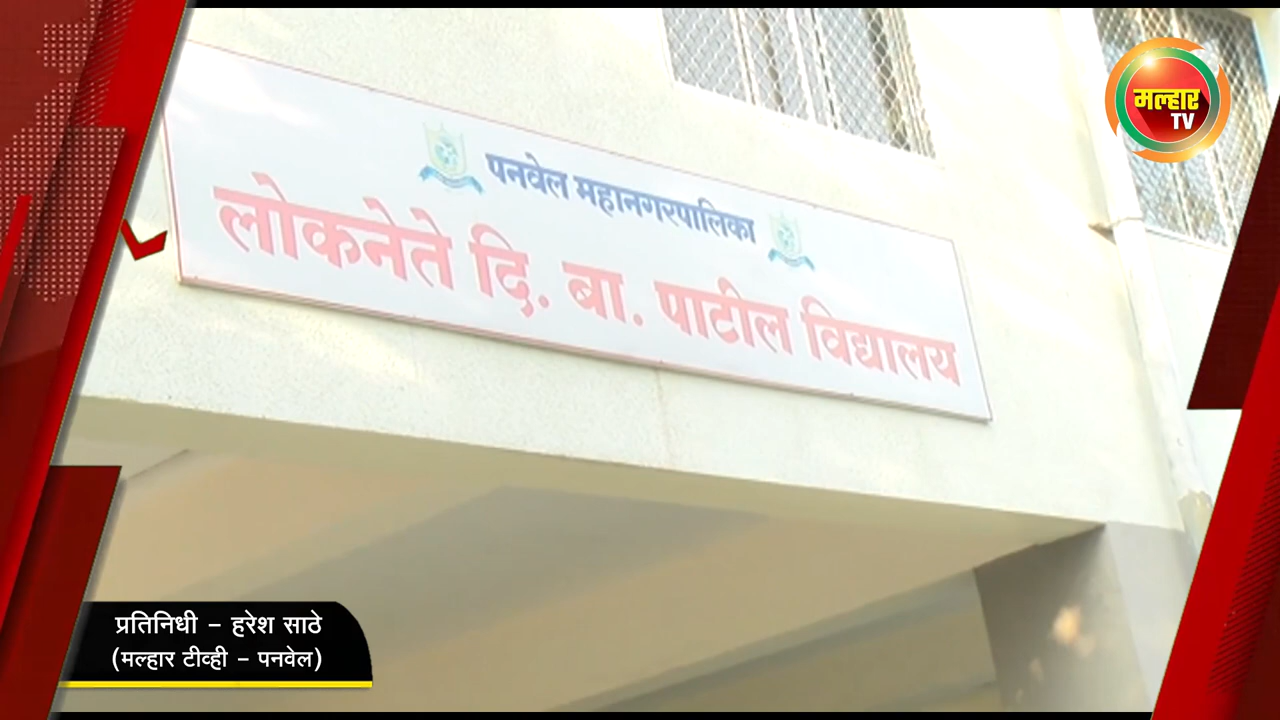 मल्हार
TV
पनवेल महानगरपालिका
लोकनेते दि. बा. पाटील विद्यालय
प्रतिनिधी - हरेश साठे
(मल्हार टीव्ही - पनवेल)